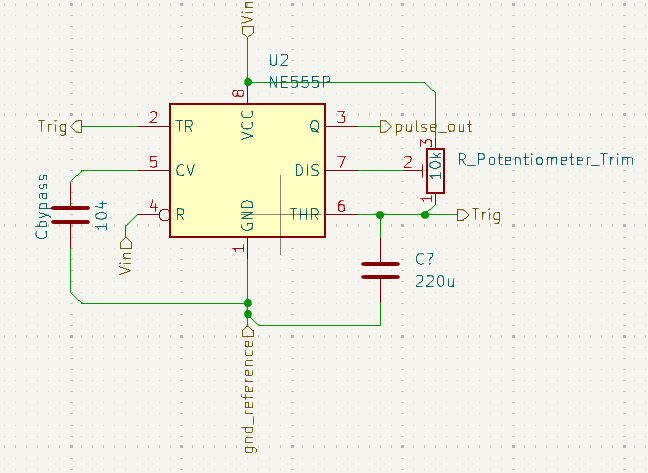 Vin
U2
NE555P
8
VCC
Trig
2
TR
Q
3
pulse_out
3
R_Potentiometer_Trim
10k
5
CV
DIS
7
2
1
Cbypass
104
4
R
GND
THR
6
Trig
Vin
1
C?
220u
gnd_reference